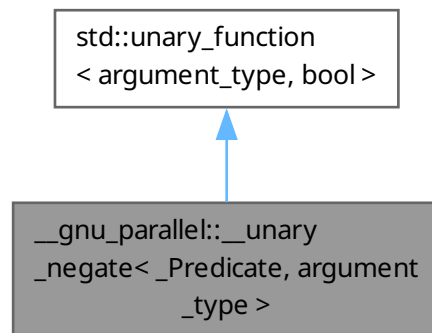 std::unary_function
< argument_type, bool >
__gnu_parallel::__unary
_negate< _Predicate, argument
_type >